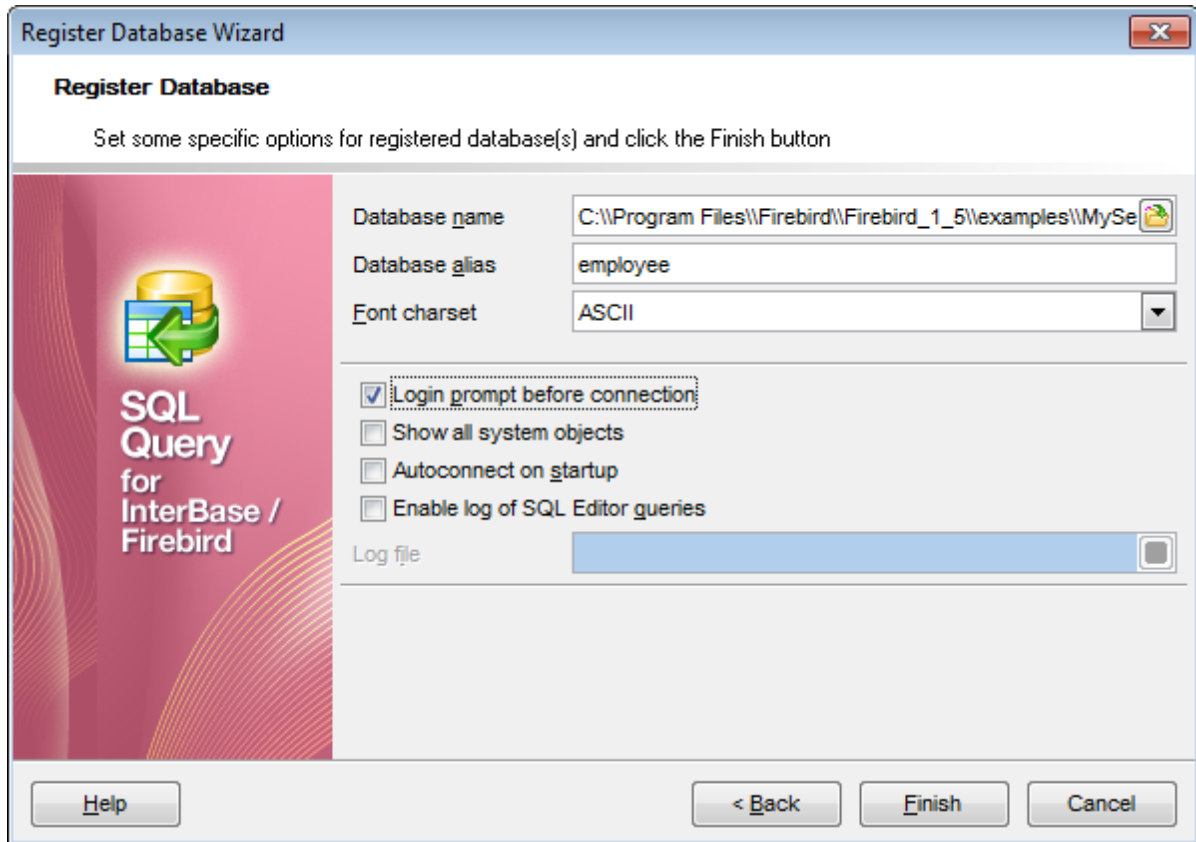 Register Database Wizard
Register Database
Set some specific options for registered database(s) and click the Finish button
Database name
C:\\Program Files\\Firebird\\Firebird_1_5\\examples\\MySe
Database alias
employee
Font charset
ASCII
Login prompt before connection
Show all system objects
Autoconnect on startup
Enable log of SQL Editor queries
Log file
SQL
Query
for
InterBase /
Firebird
Help
< Back
Finish
Cancel